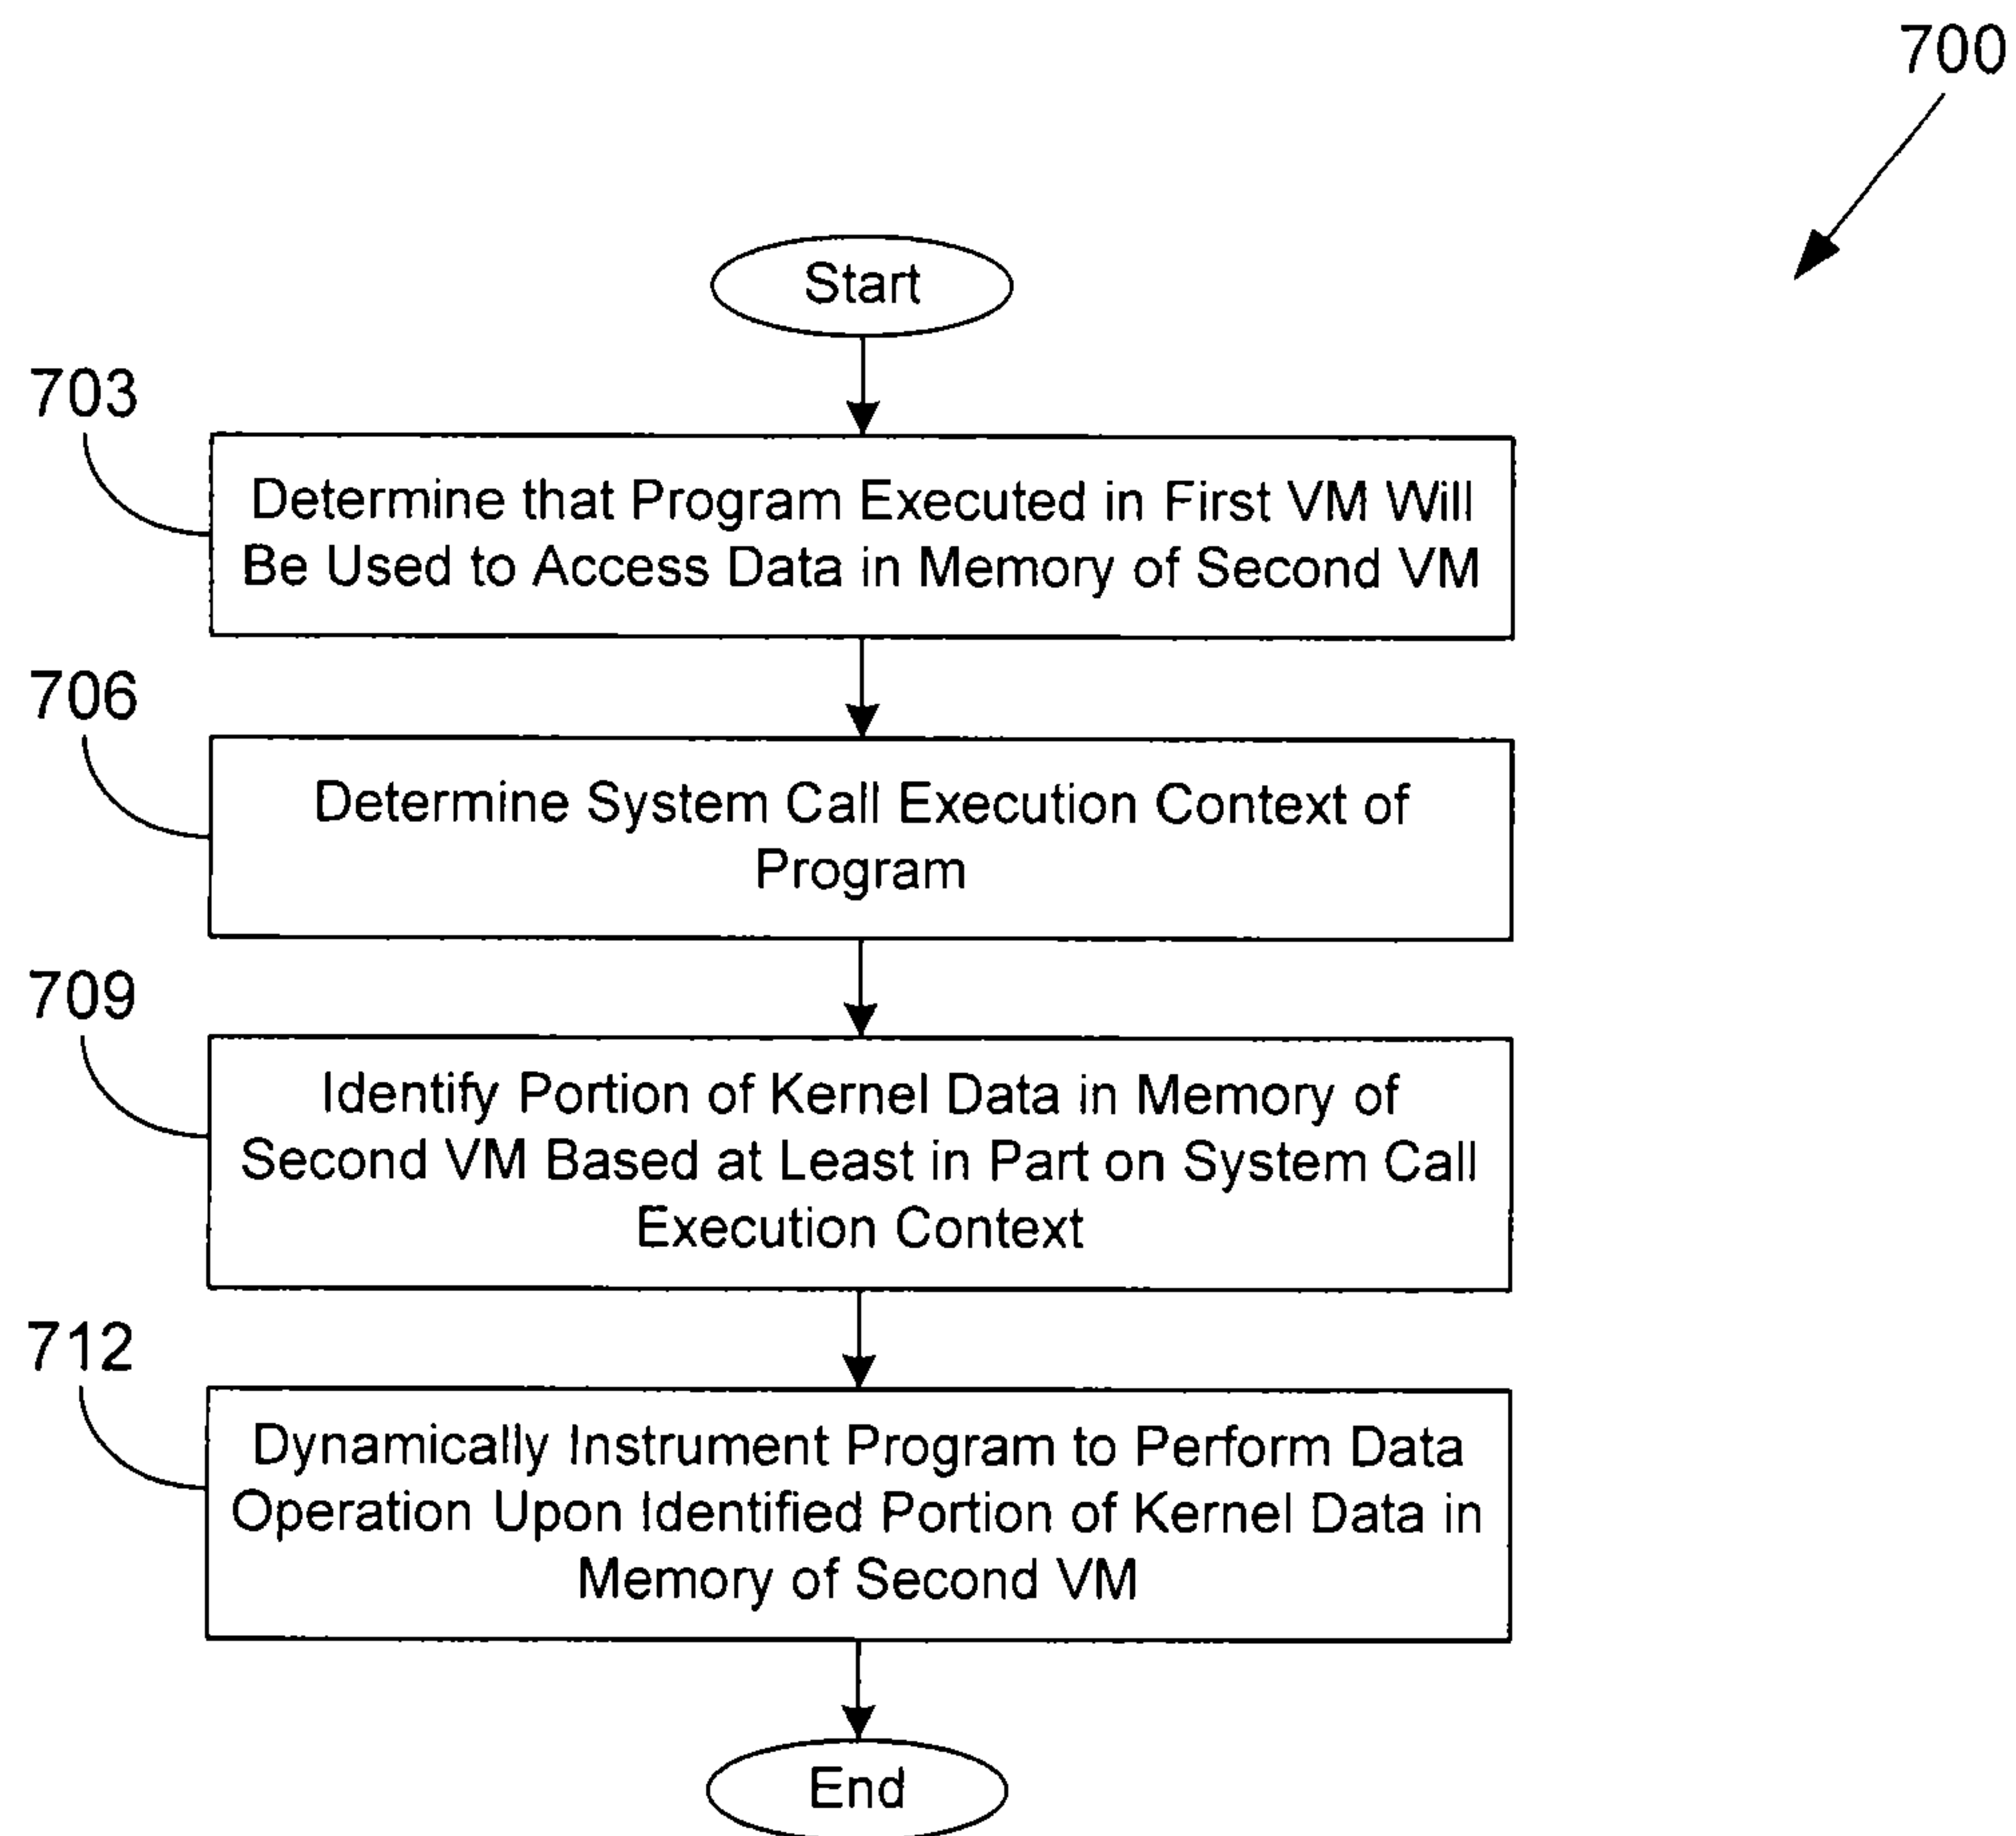 700
Start
703
Determine that Program Executed in First VM Will
Be Used to Access Data in Memory of Second VM
706
Determine System Call Execution Context of
Program
709
Identify Portion of Kernel Data in Memory of
Second VM Based at Least in Part on System Call
Execution Context
712
Dynamically Instrument Program to Perform Data
Operation Upon Identified Portion of Kernel Data in
Memory of Second VM
End